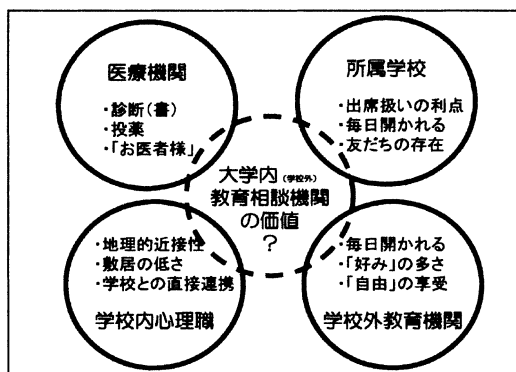 医療機関
・診断(書)
・投薬
・「お医者様」
所属学校
・出席扱いの利点
・毎日開かれる
・友だちの存在
大学内(学校外)
教育相談機関
の価値
?
・地理的近接性
・敷居の低さ
・学校との直接連携
学校内心理職
・毎日開かれる
・「好み」の多さ
・「自由」の享受
学校外教育機関